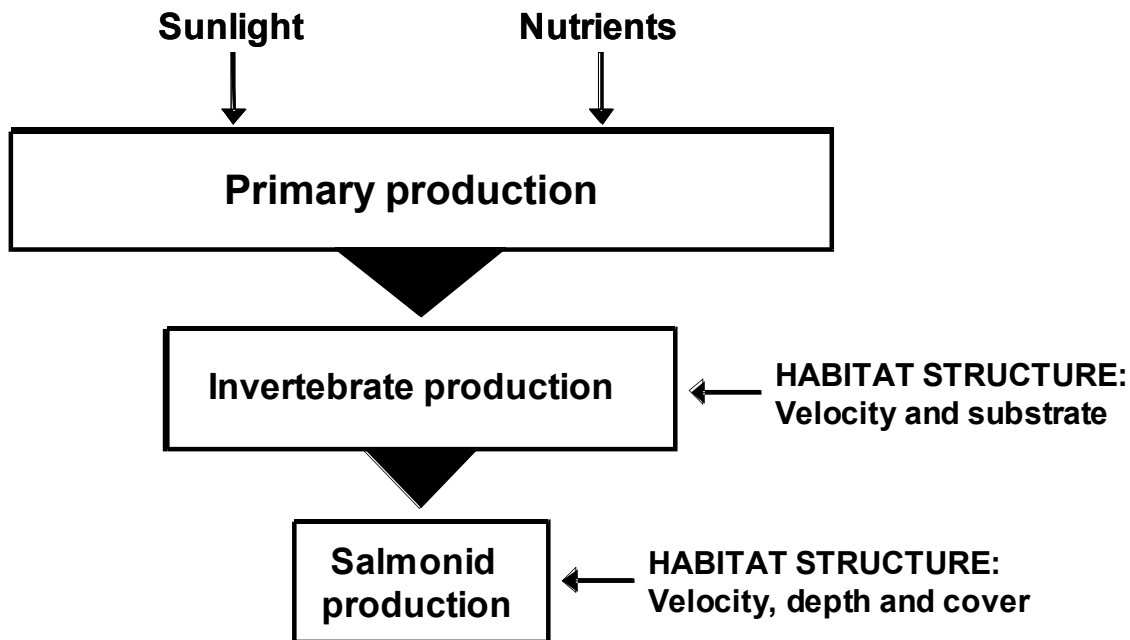 Sunlight
Nutrients
Primary production
Invertebrate production
HABITAT STRUCTURE:
Velocity and substrate
Salmonid
production
HABITAT STRUCTURE:
Velocity, depth and cover